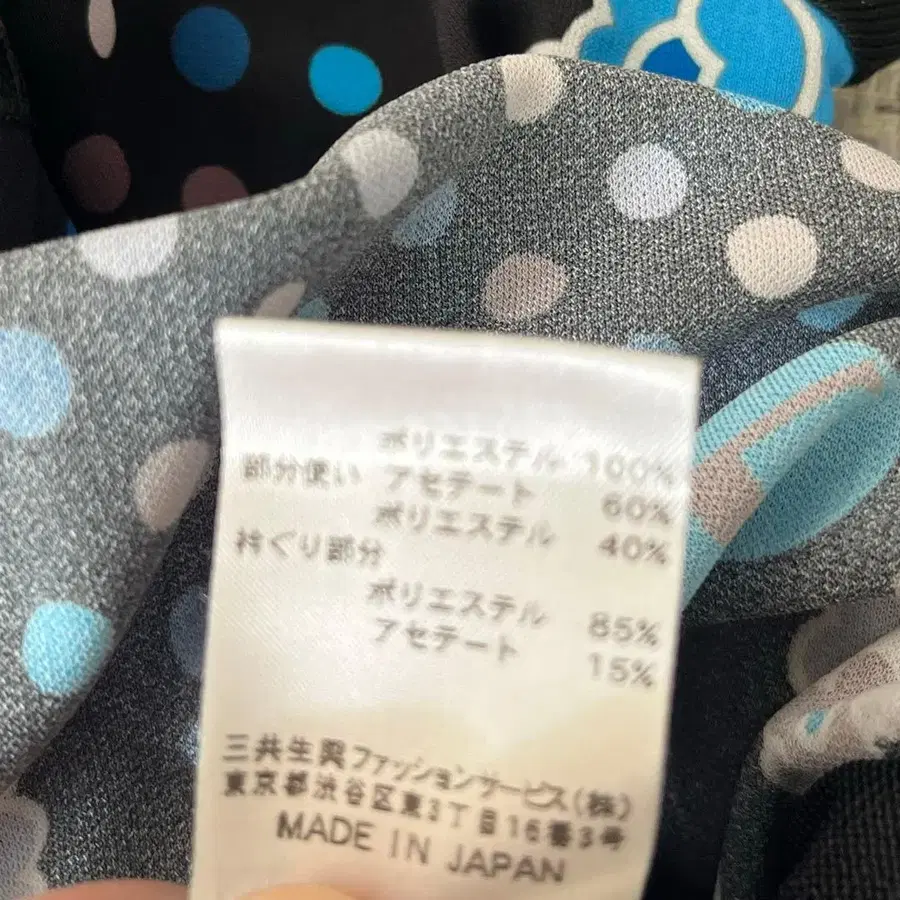 ポリエステル 100%
部分使い アセテート 60%
ポリエステル 40%
衿ぐり部分
ポリエステル 85%
アセテート 15%
三共生興ファッションサービス(株)
東京都渋谷区東3丁目16番3号
MADE IN JAPAN